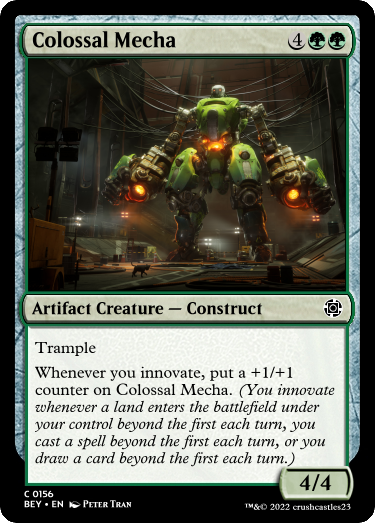 Colossal Mecha 4
Artifact Creature — Construct
Trample
Whenever you innovate, put a +1/+1
counter on Colossal Mecha. (You innovate
whenever a land enters the battlefield under
your control beyond the first each turn, you
cast a spell beyond the first each turn, or you
draw a card beyond the first each turn.)
4/4
C 0156
BEY • EN Peter Tran
™&© 2022 crushcastles23